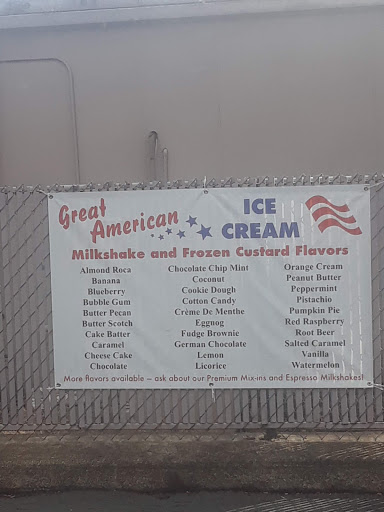 Great American
ICE CREAM
Milkshake and Frozen Custard Flavors
Almond Roca
Banana
Blueberry
Bubble Gum
Butter Pecan
Butter Scotch
Cake Batter
Caramel
Cheese Cake
Chocolate
Chocolate Chip Mint
Coconut
Cookie Dough
Cotton Candy
Crème De Menthe
Eggnog
Fudge Brownie
German Chocolate
Lemon
Licorice
Orange Cream
Peanut Butter
Peppermint
Pistachio
Pumpkin Pie
Red Raspberry
Root Beer
Salted Caramel
Vanilla
Watermelon
More flavors available – ask about our Premium Mix-ins and Espresso Milkshakes!